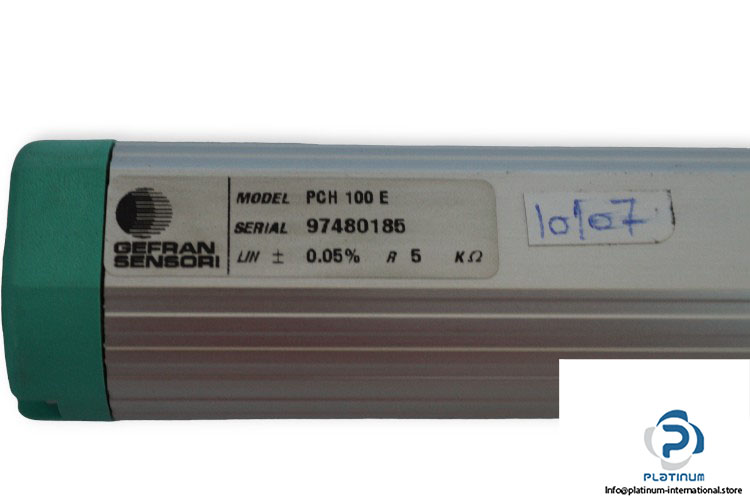 MODEL PCH 100 E
SERIAL 97480185
LIN ± 0.05% R 5 KΩ
GEFRAN
SENSORI
10107
PLATINUM
Info@platinum-international.store